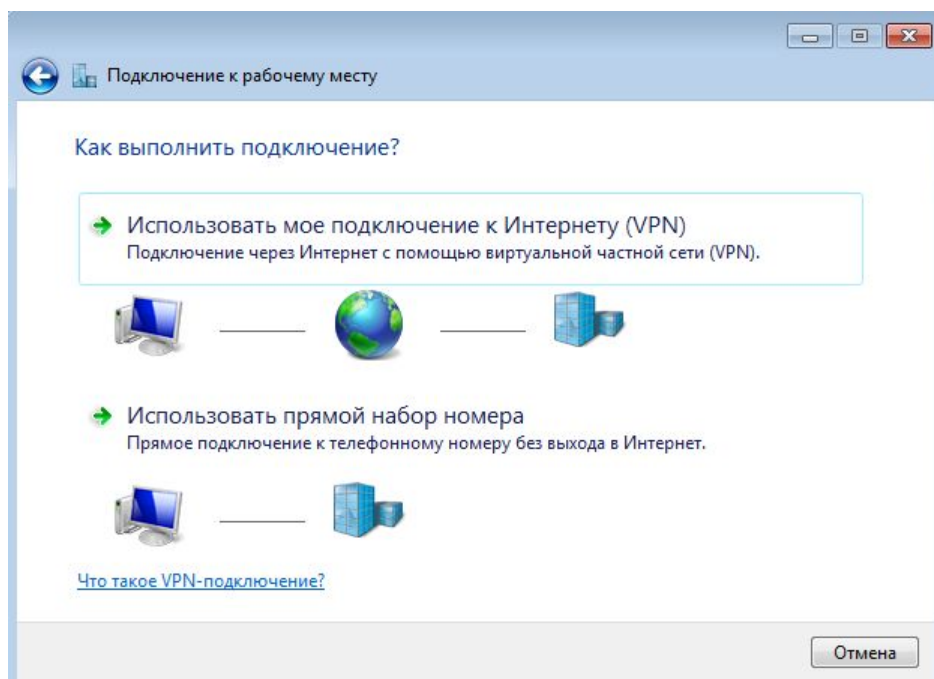 Подключение к рабочему месту
Как выполнить подключение?
Использовать мое подключение к Интернету (VPN)
Подключение через Интернет с помощью виртуальной частной сети (VPN).
Использовать прямой набор номера
Прямое подключение к телефонному номеру без выхода в Интернет.
Что такое VPN-подключение?
Отмена